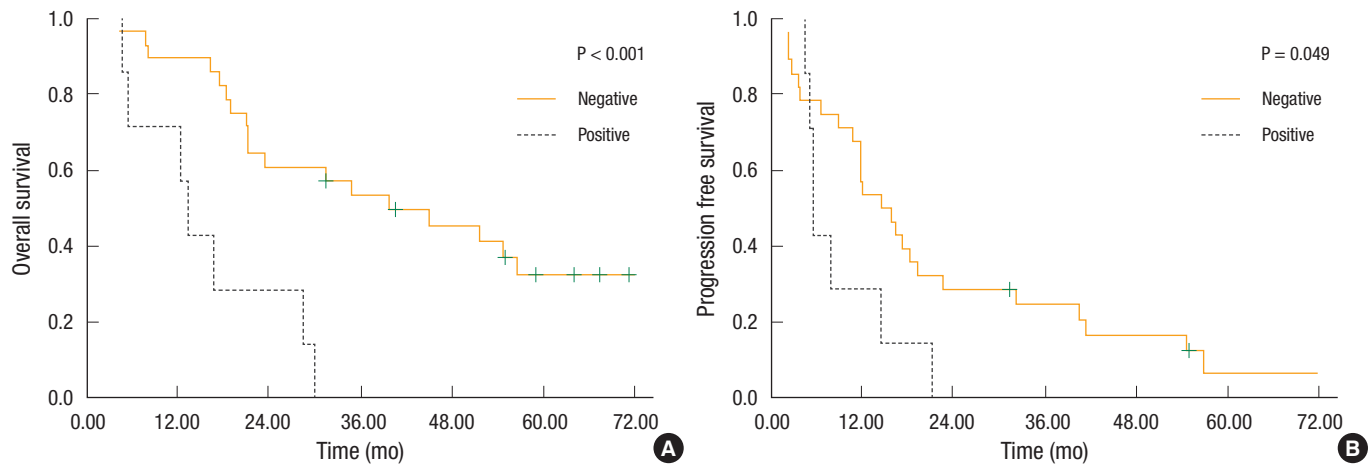 1.0
0.8
0.6
0.4
0.2
0.0
Overall survival
P < 0.001
Negative
Positive
0.00 12.00 24.00 36.00 48.00 60.00 72.00
Time (mo)
A
1.0
0.8
0.6
0.4
0.2
0.0
Progression free survival
P = 0.049
Negative
Positive
0.00 12.00 24.00 36.00 48.00 60.00 72.00
Time (mo)
B